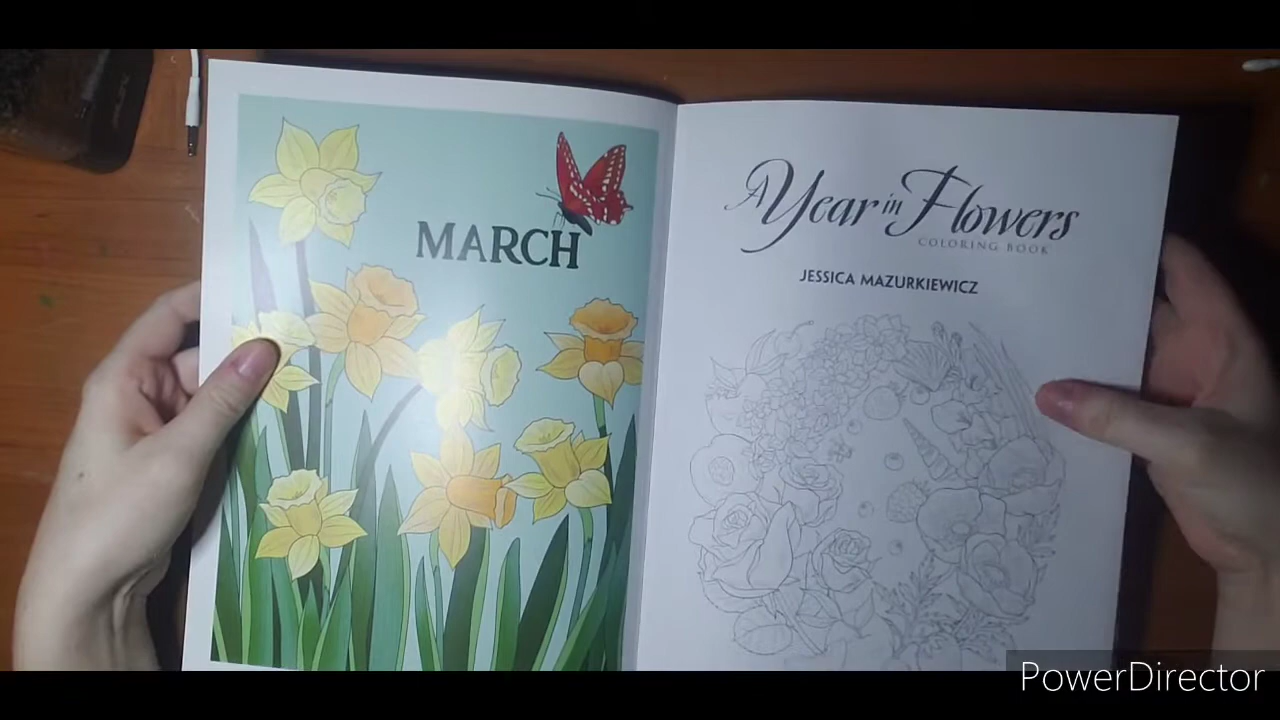 MARCH
A Year in Flowers
COLORING BOOK
JESSICA MAZURKIEWICZ
PowerDirector